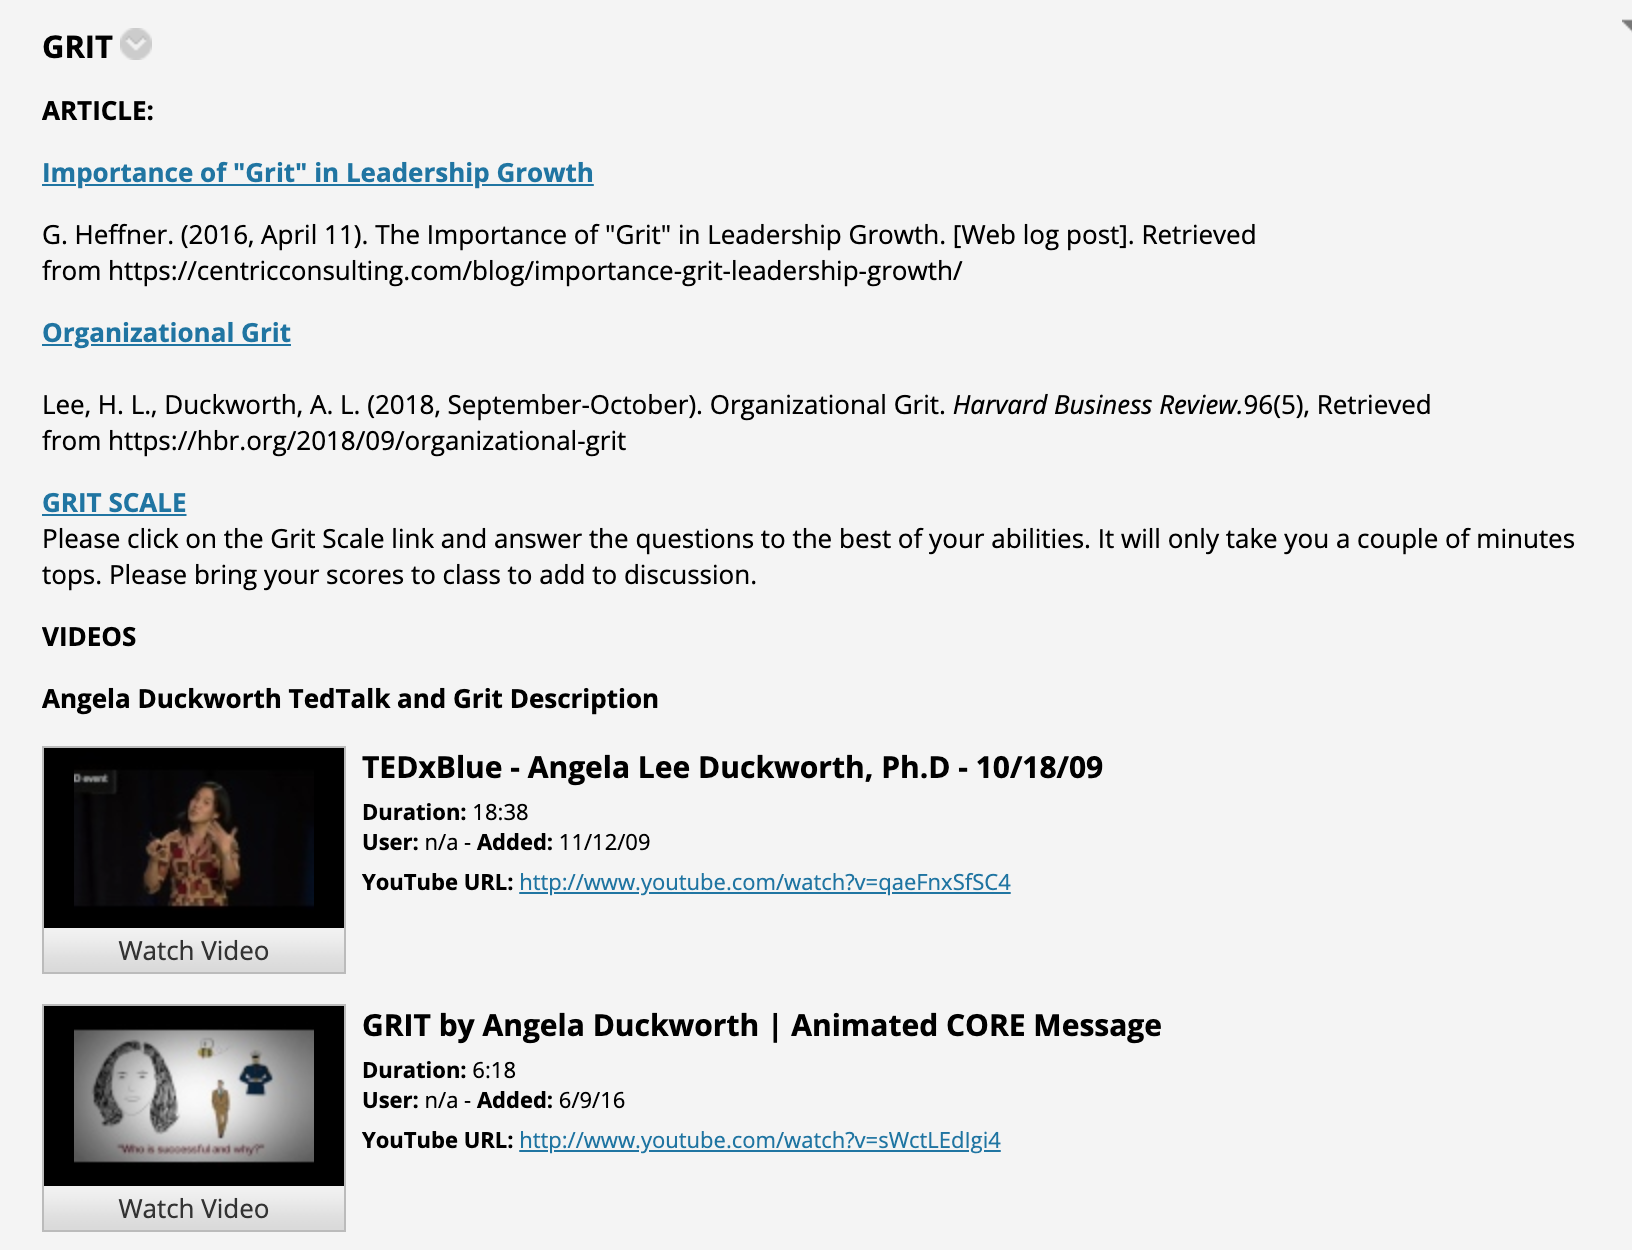 GRIT
ARTICLE:
Importance of "Grit" in Leadership Growth
G. Heffner. (2016, April 11). The Importance of "Grit" in Leadership Growth. [Web log post]. Retrieved
from https://centricconsulting.com/blog/importance-grit-leadership-growth/
Organizational Grit
Lee, H. L., Duckworth, A. L. (2018, September-October). Organizational Grit. Harvard Business Review.96(5), Retrieved
from https://hbr.org/2018/09/organizational-grit
GRIT SCALE
Please click on the Grit Scale link and answer the questions to the best of your abilities. It will only take you a couple of minutes
tops. Please bring your scores to class to add to discussion.
VIDEOS
Angela Duckworth TedTalk and Grit Description
D event
TEDxBlue - Angela Lee Duckworth, Ph.D - 10/18/09
Duration: 18:38
User: n/a - Added: 11/12/09
YouTube URL: http://www.youtube.com/watch?v=qaeFnxSfSC4
Watch Video
GRIT by Angela Duckworth | Animated CORE Message
Duration: 6:18
User: n/a - Added: 6/9/16
YouTube URL: http://www.youtube.com/watch?v=sWctLEdIgi4
"Who is successful and why?"
Watch Video